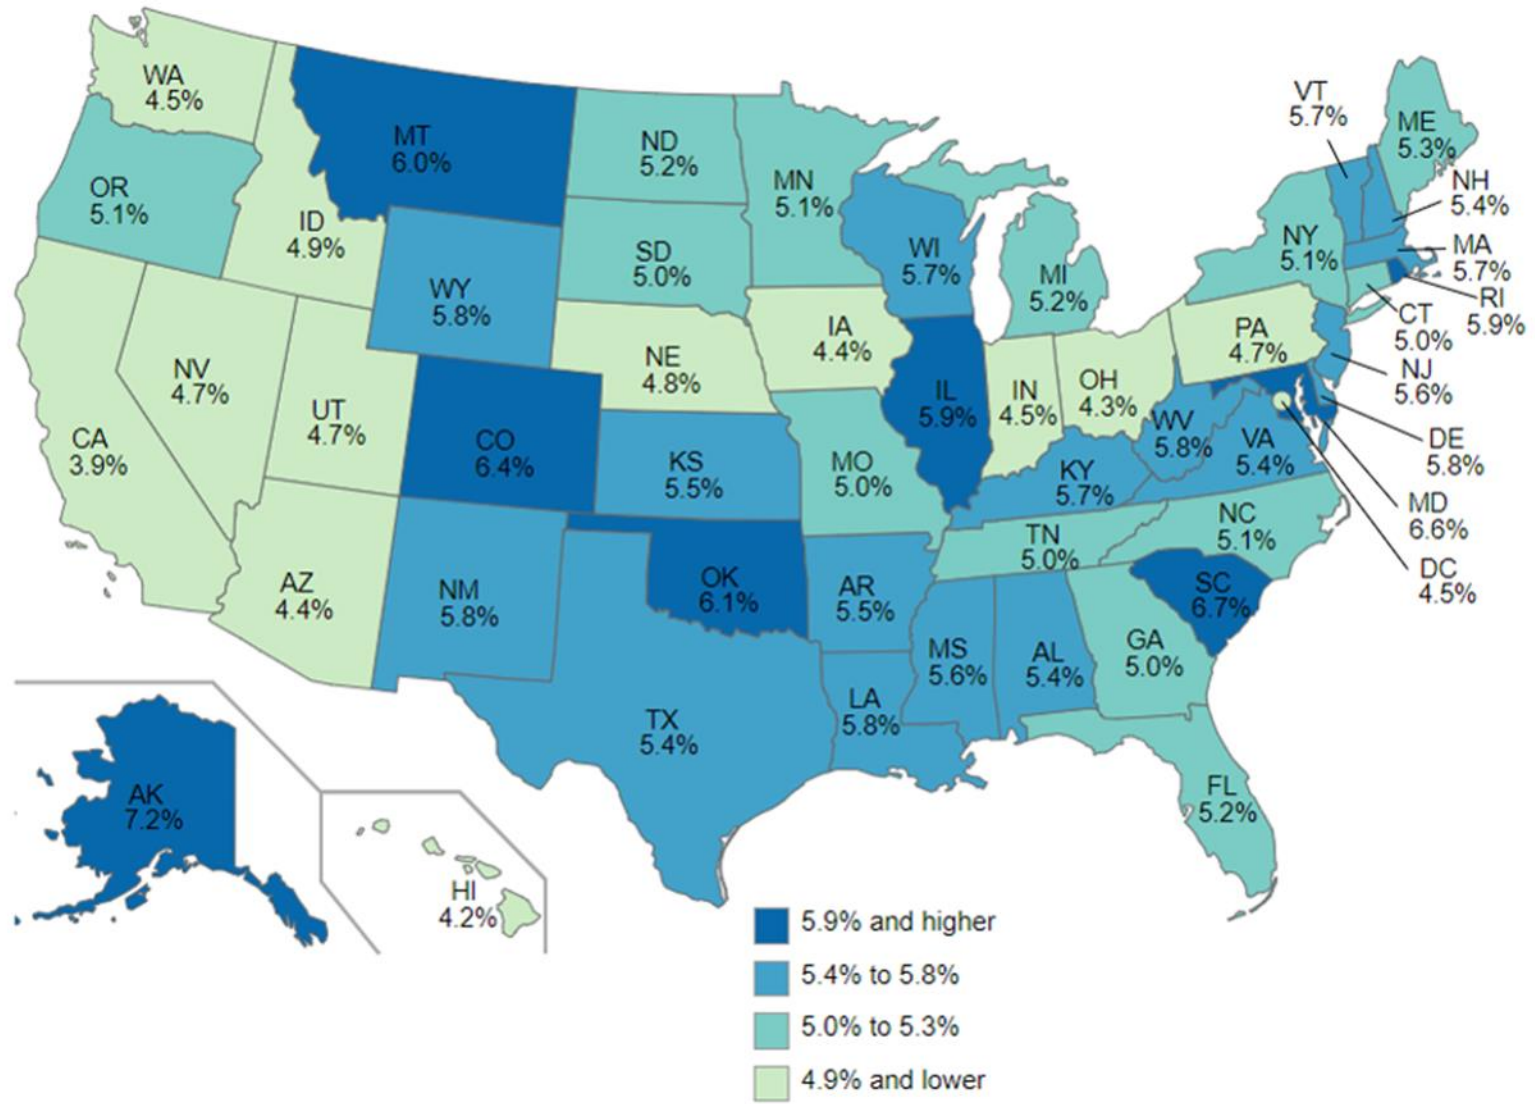 WA
4.5%
MT
6.0%
ND
5.2%
MN
5.1%
VT
5.7%
ME
5.3%
NH
5.4%
OR
5.1%
ID
4.9%
WY
5.8%
SD
5.0%
WI
5.7%
MI
5.2%
NY
5.1%
MA
5.7%
RI
5.9%
CT
5.0%
NJ
5.6%
NV
4.7%
UT
4.7%
CA
3.9%
CO
6.4%
NE
4.8%
IA
4.4%
IL
5.9%
IN
4.5%
OH
4.3%
PA
4.7%
WV
5.8%
VA
5.4%
DE
5.8%
MD
6.6%
DC
4.5%
KS
5.5%
MO
5.0%
KY
5.7%
TN
5.0%
NC
5.1%
SC
6.7%
AZ
4.4%
NM
5.8%
OK
6.1%
AR
5.5%
MS
5.6%
AL
5.4%
GA
5.0%
TX
5.4%
LA
5.8%
FL
5.2%
AK
7.2%
HI
4.2%
5.9% and higher
5.4% to 5.8%
5.0% to 5.3%
4.9% and lower